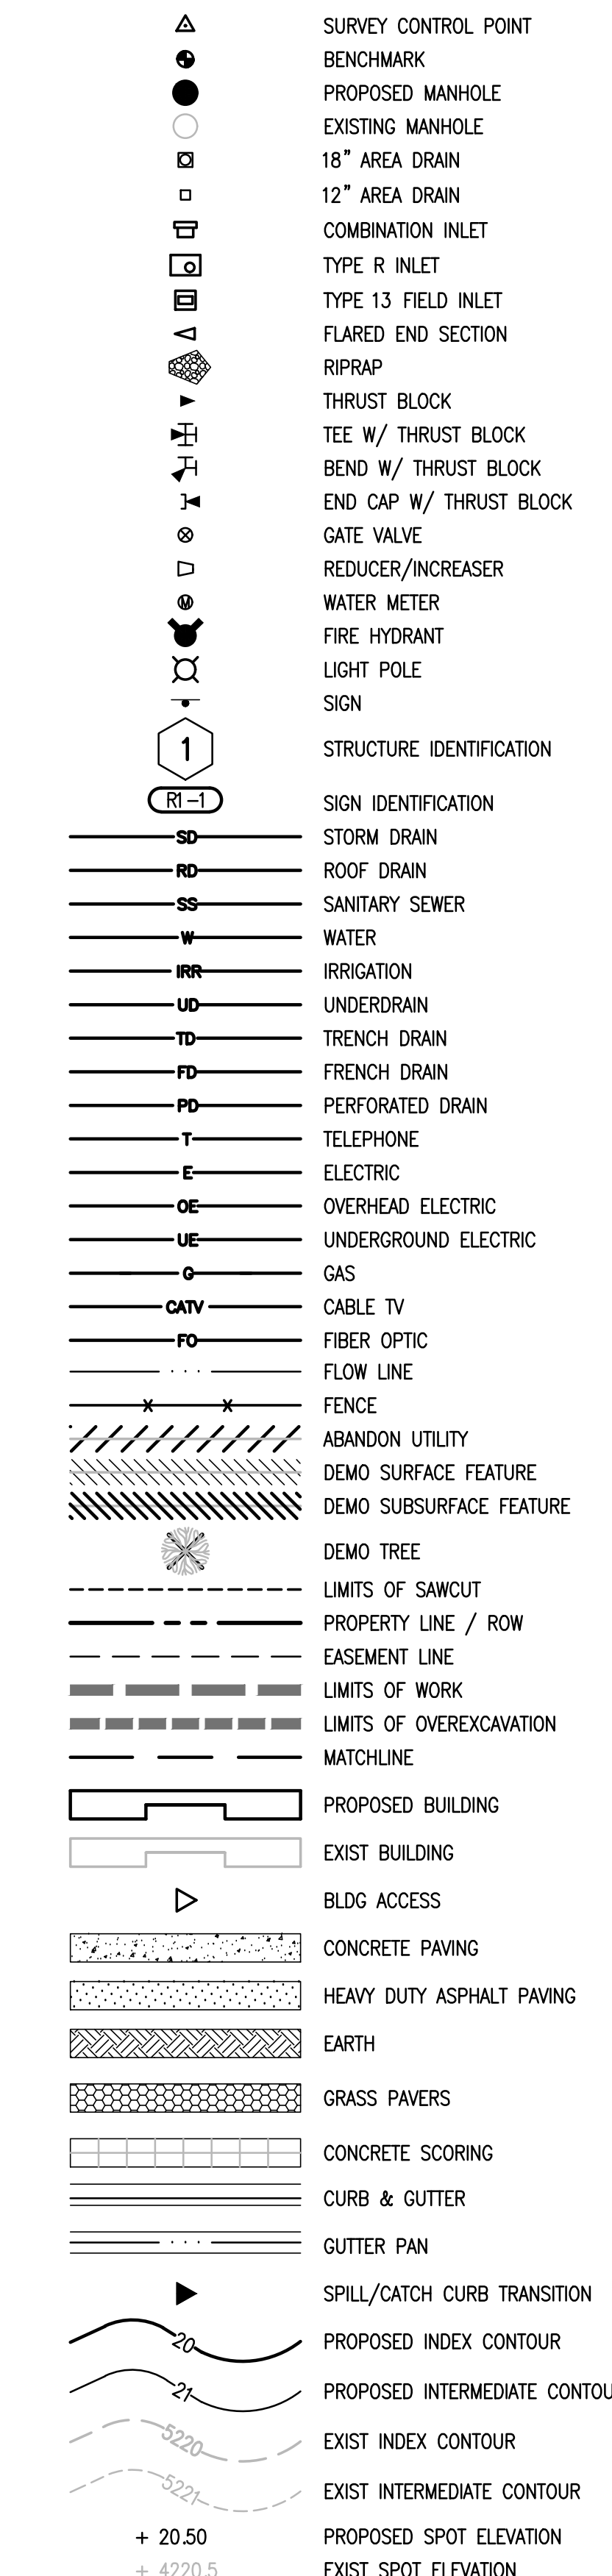 SURVEY CONTROL POINT
BENCHMARK
PROPOSED MANHOLE
EXISTING MANHOLE
18" AREA DRAIN
12" AREA DRAIN
COMBINATION INLET
TYPE R INLET
TYPE 13 FIELD INLET
FLARED END SECTION
RIPRAP
THRUST BLOCK
TEE W/ THRUST BLOCK
BEND W/ THRUST BLOCK
END CAP W/ THRUST BLOCK
GATE VALVE
REDUCER/INCREASER
M WATER METER
FIRE HYDRANT
LIGHT POLE
SIGN
1 STRUCTURE IDENTIFICATION
R1-1 SIGN IDENTIFICATION
SD STORM DRAIN
RD ROOF DRAIN
SS SANITARY SEWER
W WATER
IRR IRRIGATION
UD UNDERDRAIN
TD TRENCH DRAIN
FD FRENCH DRAIN
PD PERFORATED DRAIN
T TELEPHONE
E ELECTRIC
OE OVERHEAD ELECTRIC
UE UNDERGROUND ELECTRIC
G GAS
CATV CABLE TV
FO FIBER OPTIC
FLOW LINE
X X FENCE
ABANDON UTILITY
DEMO SURFACE FEATURE
DEMO SUBSURFACE FEATURE
DEMO TREE
LIMITS OF SAWCUT
PROPERTY LINE / ROW
EASEMENT LINE
LIMITS OF WORK
LIMITS OF OVEREXCAVATION
MATCHLINE
PROPOSED BUILDING
EXIST BUILDING
BLDG ACCESS
CONCRETE PAVING
HEAVY DUTY ASPHALT PAVING
EARTH
GRASS PAVERS
CONCRETE SCORING
CURB & GUTTER
GUTTER PAN
SPILL/CATCH CURB TRANSITION
20 PROPOSED INDEX CONTOUR
21 PROPOSED INTERMEDIATE CONTOU
5220 EXIST INDEX CONTOUR
5221 EXIST INTERMEDIATE CONTOUR
+ 20.50 PROPOSED SPOT ELEVATION
+ 4220.5 EXIST SPOT ELEVATION